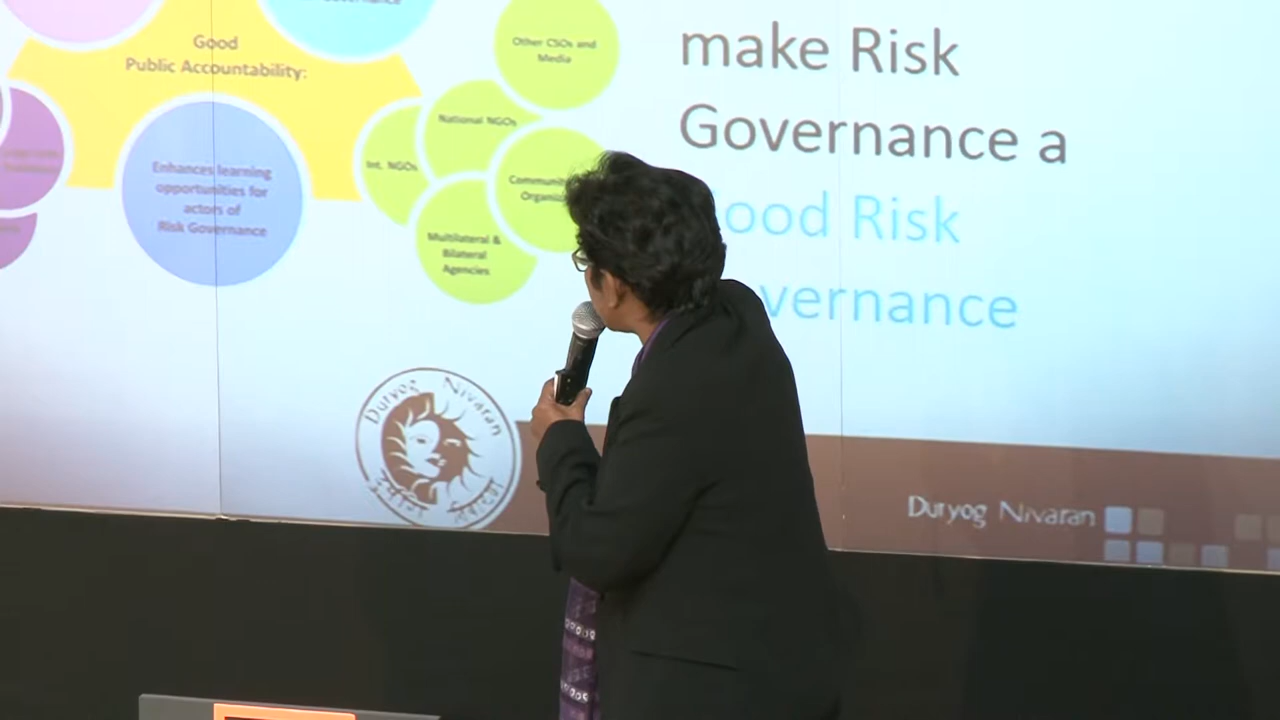 Good
Public Accountability:
Enhances learning
opportunities for
actors of
Risk Governance
Other CSOs and
Media
National NGOs
Int. NGOs
Multilateral &
Bilateral
Agencies
make Risk
Governance a
ood Risk
vernance
Duryog Nivaran
दुर्योग निवारण
Duryog Nivaran